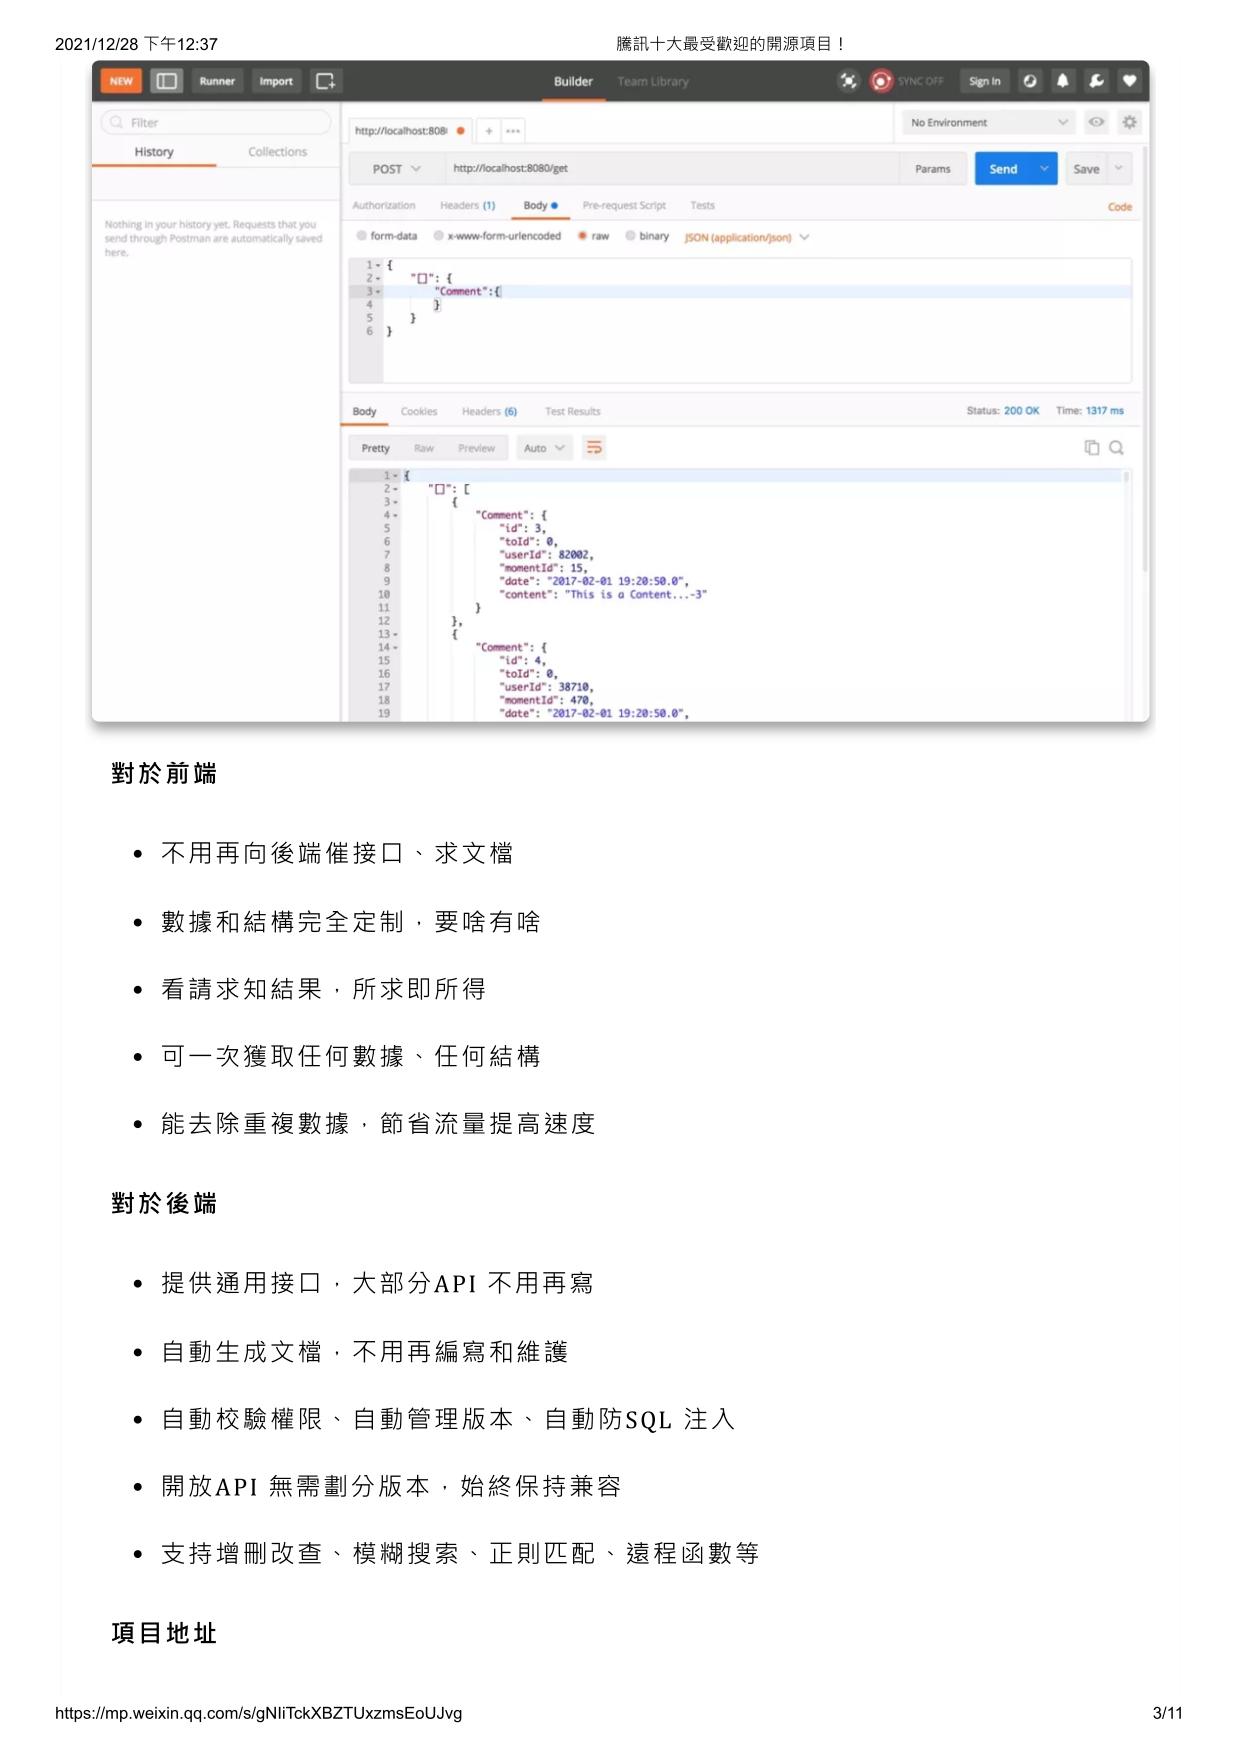 2021/12/28 下午12:37 騰訊十大最受歡迎的開源項目！
NEW Runner Import Builder Team Library SYNC OFF Sign In
Filter
History Collections
Nothing in your history yet. Requests that you
send through Postman are automatically saved
here.
http://localhost:808 + ••• No Environment
POST http://localhost:8080/get Params Send Save
Authorization Headers (1) Body Pre-request Script Tests Code
form-data x-www-form-urlencoded raw binary JSON (application/json)
1 {
2 "[]": {
3 "Comment":{
4 }
5 }
6 }
Body Cookies Headers (6) Test Results Status: 200 OK Time: 1317 ms
Pretty Raw Preview Auto
1 {
2 "[]": [
3 {
4 "Comment": {
5 "id": 3,
6 "toId": 0,
7 "userId": 82002,
8 "momentId": 15,
9 "date": "2017-02-01 19:20:50.0",
10 "content": "This is a Content...-3"
11 }
12 },
13 {
14 "Comment": {
15 "id": 4,
16 "toId": 0,
17 "userId": 38710,
18 "momentId": 470,
19 "date": "2017-02-01 19:20:50.0",
對於前端
• 不用再向後端催接口、求文檔
• 數據和結構完全定制，要啥有啥
• 看請求知結果，所求即所得
• 可一次獲取任何數據、任何結構
• 能去除重複數據，節省流量提高速度
對於後端
• 提供通用接口，大部分API 不用再寫
• 自動生成文檔，不用再編寫和維護
• 自動校驗權限、自動管理版本、自動防SQL 注入
• 開放API 無需劃分版本，始終保持兼容
• 支持增刪改查、模糊搜索、正則匹配、遠程函數等
項目地址
https://mp.weixin.qq.com/s/gNIiTckXBZTUxzmsEoUJvg 3/11